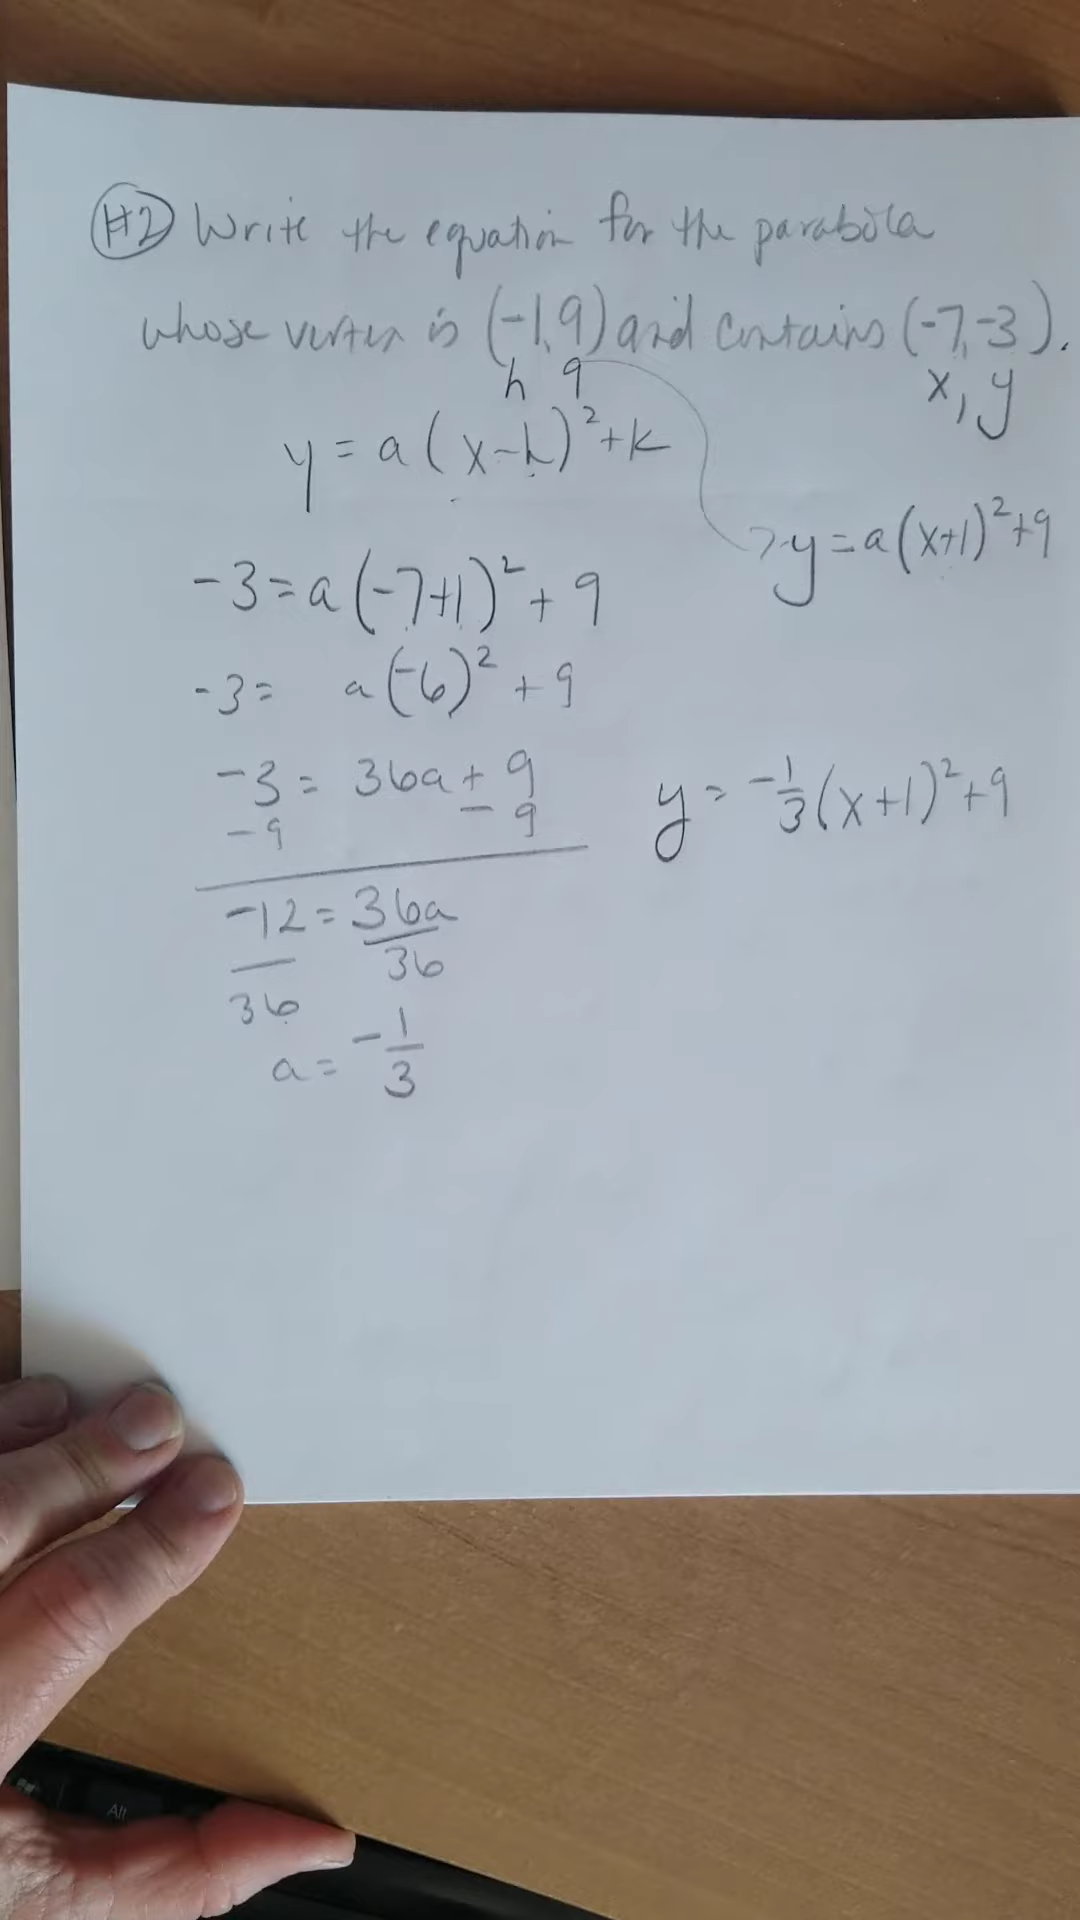 #2) Write the equation for the parabola
whose vertex is (-1, 9) and contains (-7, -3).
h 9
x, y
y = a(x-h)²+k
y = a(x+1)²+9
-3 = a(-7+1)² + 9
-3 = a(-6)² + 9
-3 = 36a + 9
-9 - 9
y = -1/3(x+1)²+9
-12 = 36a
36 36
a = -1/3
Alt